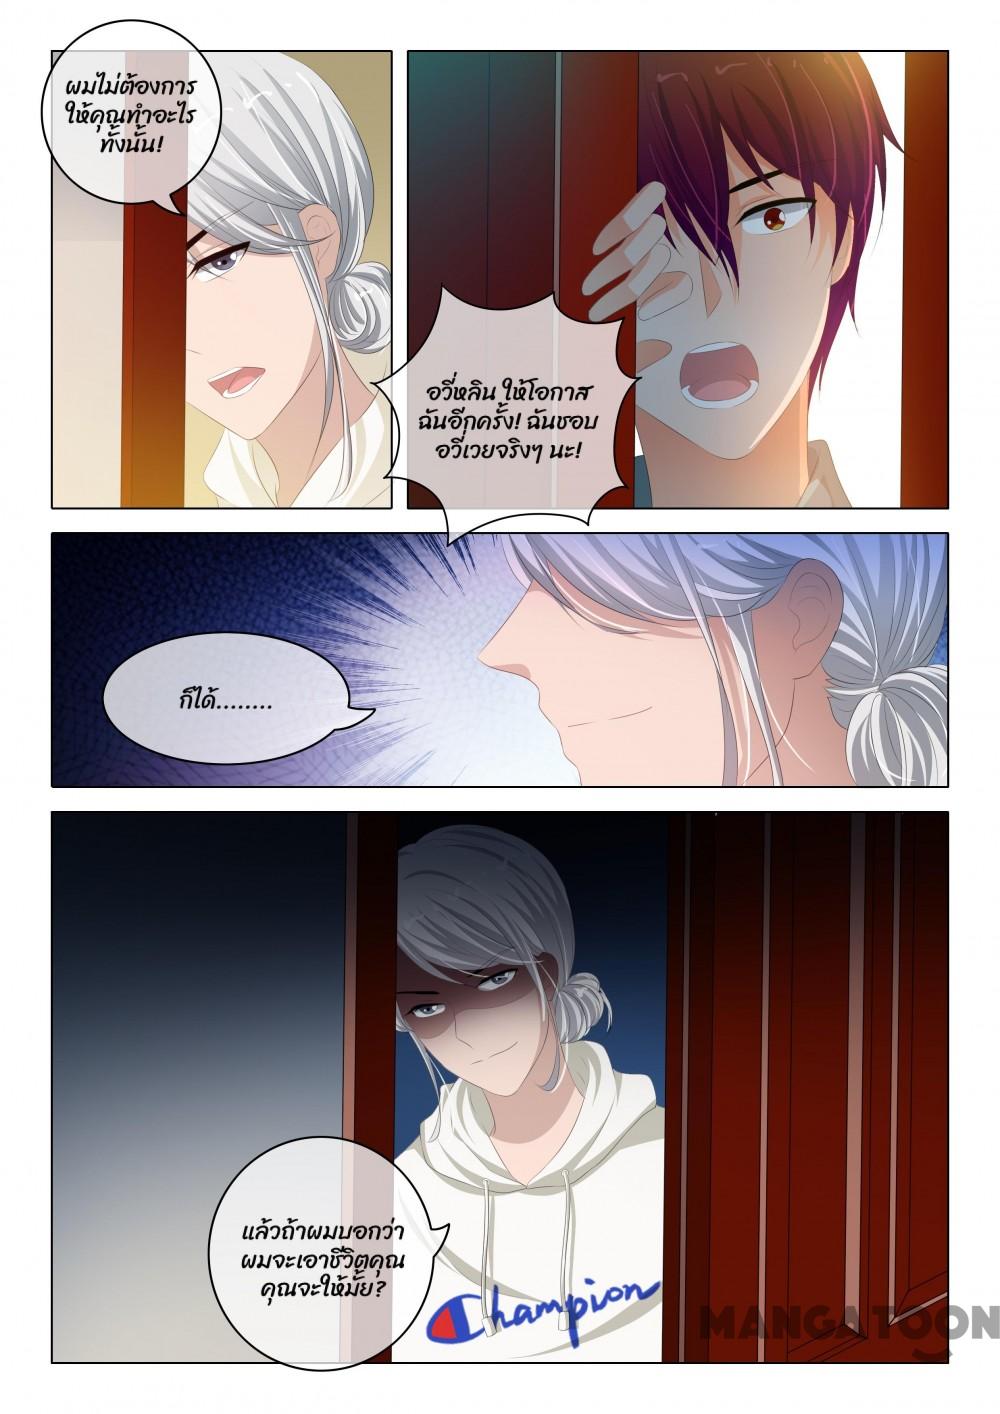 ผมไม่ต้องการ
ให้คุณทำอะไร
ทั้งนั้น!
อวี่หลิน ให้โอกาส
ฉันอีกครั้ง! ฉันชอบ
อวี่เวยจริงๆ นะ!
ก็ได้........
แล้วถ้าผมบอกว่า
ผมจะเอาชีวิตคุณ
คุณจะให้มั้ย?
Champion
MANGATOON